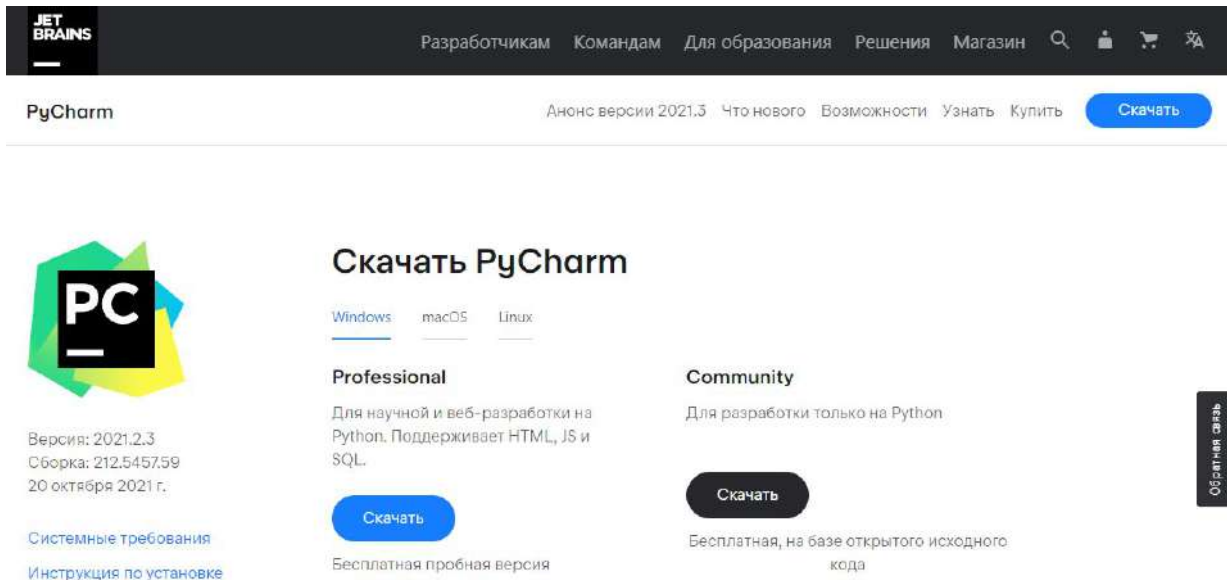 JET
BRAINS
Разработчикам Командам Для образования Решения Магазин
PyCharm
Анонс версии 2021.3 Что нового Возможности Узнать Купить Скачать
PC
Скачать PyCharm
Windows macOS Linux
Professional
Для научной и веб-разработки на
Python. Поддерживает HTML, JS и
SQL.
Скачать
Бесплатная пробная версия
Community
Для разработки только на Python
Скачать
Бесплатная, на базе открытого исходного
кода
Версия: 2021.2.3
Сборка: 212.5457.59
20 октября 2021 г.
Системные требования
Инструкция по установке
Обратная связь